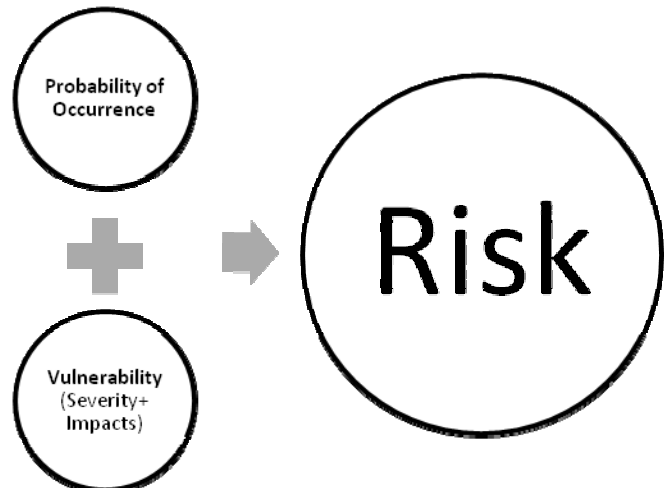 Probability of
Occurrence
Vulnerability
(Severity+
Impacts)
Risk